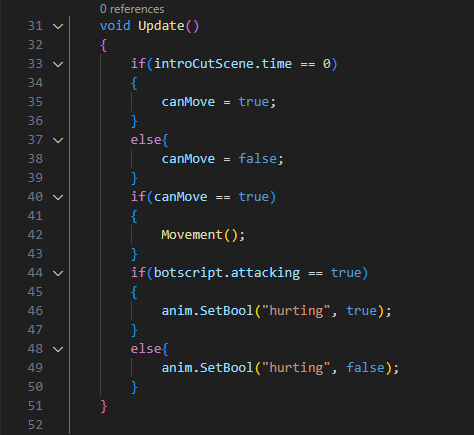 0 references
31 void Update()
32 {
33 if(introCutScene.time == 0)
34 {
35 canMove = true;
36 }
37 else{
38 canMove = false;
39 }
40 if(canMove == true)
41 {
42 Movement();
43 }
44 if(botscript.attacking == true)
45 {
46 anim.SetBool("hurting", true);
47 }
48 else{
49 anim.SetBool("hurting", false);
50 }
51 }
52